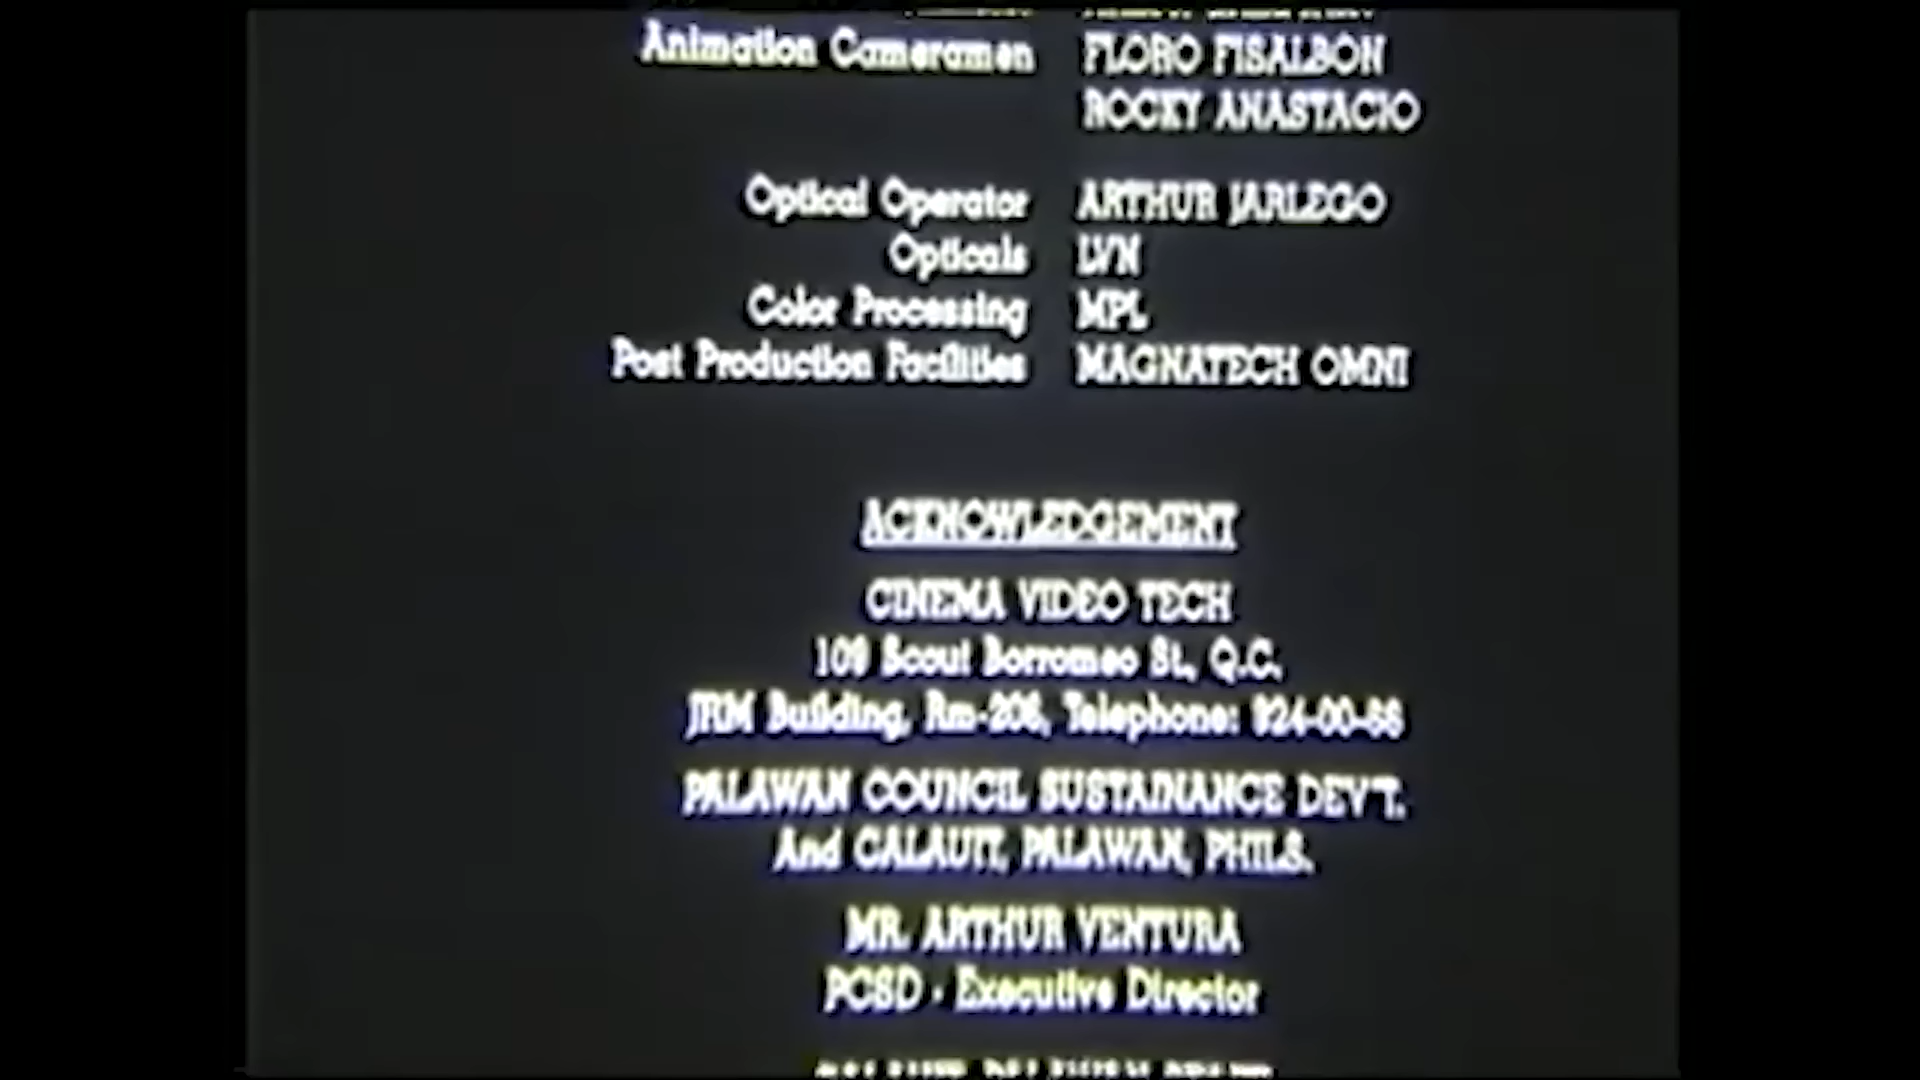 Animation Cameramen FLORO FISALBON
ROCKY ANASTACIO
Optical Operator ARTHUR JARLEGO
Opticals LVN
Color Processing MPL
Post Production Facilities MAGNATECH OMNI
ACKNOWLEDGEMENT
CINEMA VIDEO TECH
109 Scout Borromeo St., Q.C.
JRM Building, Rm-206, Telephone: 924-00-66
PALAWAN COUNCIL SUSTAINANCE DEV'T.
And CALAUIT, PALAWAN, PHILS.
MR. ARTHUR VENTURA
PCSD - Executive Director